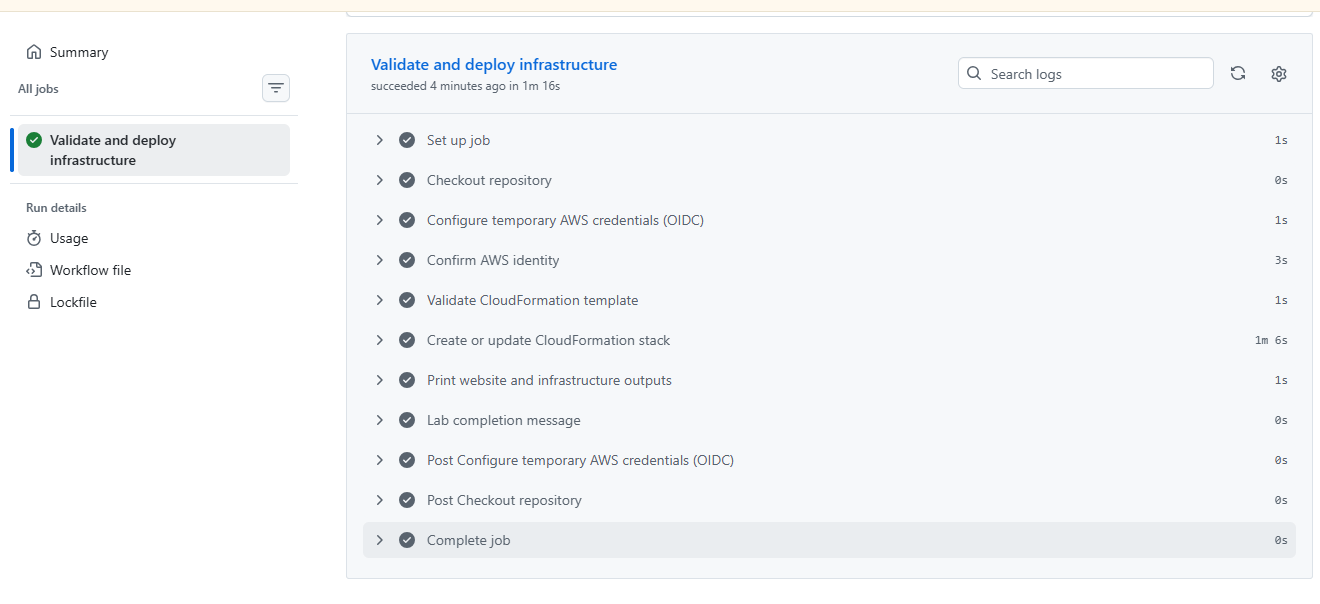 Summary
All jobs
Validate and deploy
infrastructure
Run details
Usage
Workflow file
Lockfile
Validate and deploy infrastructure
succeeded 4 minutes ago in 1m 16s
Search logs
Set up job 1s
Checkout repository 0s
Configure temporary AWS credentials (OIDC) 1s
Confirm AWS identity 3s
Validate CloudFormation template 1s
Create or update CloudFormation stack 1m 6s
Print website and infrastructure outputs 1s
Lab completion message 0s
Post Configure temporary AWS credentials (OIDC) 0s
Post Checkout repository 0s
Complete job 0s